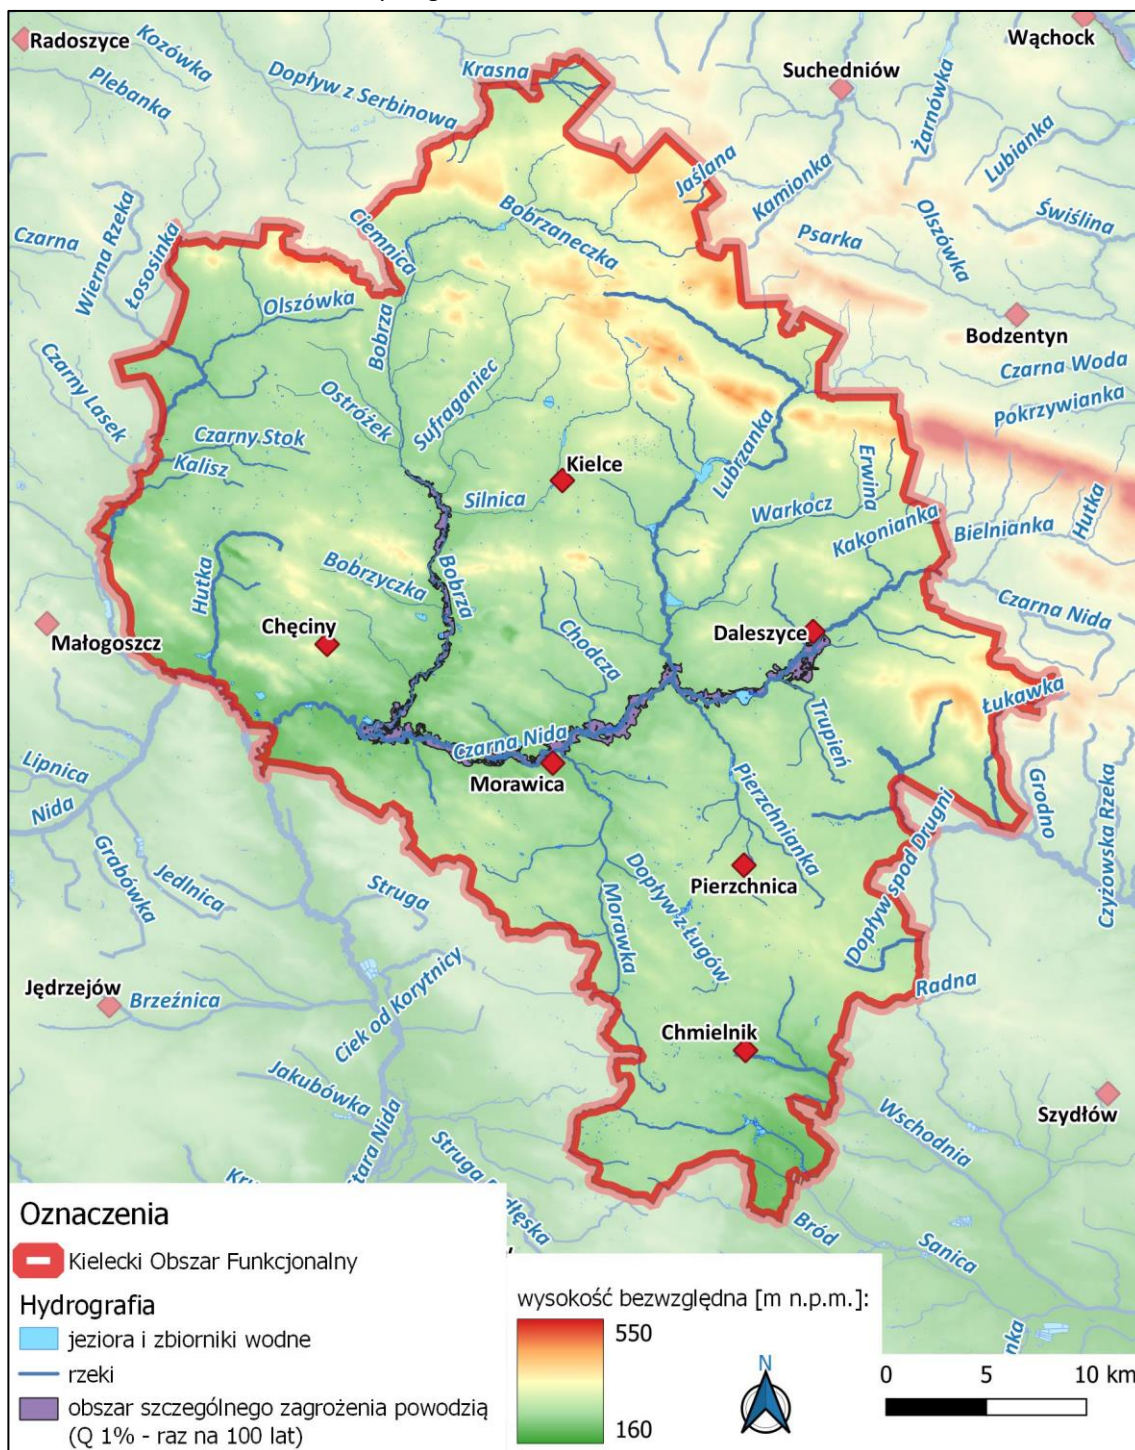 Radoszyce
Kozówka
Plebanka
Dopływ z Serbinowa
Krasna
Suchedniów
Wąchock
Żarnówka
Lubianka
Jaślana
Kamionka
Olszówka
Świślina
Psarka
Czarna
Wierna Rzeka
Łososinka
Ciemnica
Bobrzaneczka
Olszówka
Bobrza
Bodzentyn
Czarna Woda
Pokrzywianka
Czarny Lasek
Ostróżek
Sufraganiec
Czarny Stok
Kalisz
Kielce
Silnica
Lubrzanka
Erwina
Warkocz
Kakonianka
Bielnianka
Hutka
Hutka
Bobrzyczka
Bobrza
Czarna Nida
Małogoszcz
Chęciny
Chodcza
Daleszyce
Łukawka
Trupień
Czarna Nida
Morawica
Lipnica
Nida
Pierzchnianka
Grodno
Czyżowska Rzeka
Grabówka
Jedlnica
Struga
Pierzchnica
Dopływ spod Drugni
Morawka
Dopływ z Ługów
Jędrzejów
Brzeźnica
Ciek od Korytnicy
Radna
Chmielnik
Jakubówka
Szydłów
Wschodnia
Stara Nida
Struga
Bród
Sanica
Oznaczenia
Kielecki Obszar Funkcjonalny
Hydrografia
jeziora i zbiorniki wodne
rzeki
obszar szczególnego zagrożenia powodzią
(Q 1% - raz na 100 lat)
wysokość bezwzględna [m n.p.m.]:
550
160
N
0 5 10 km